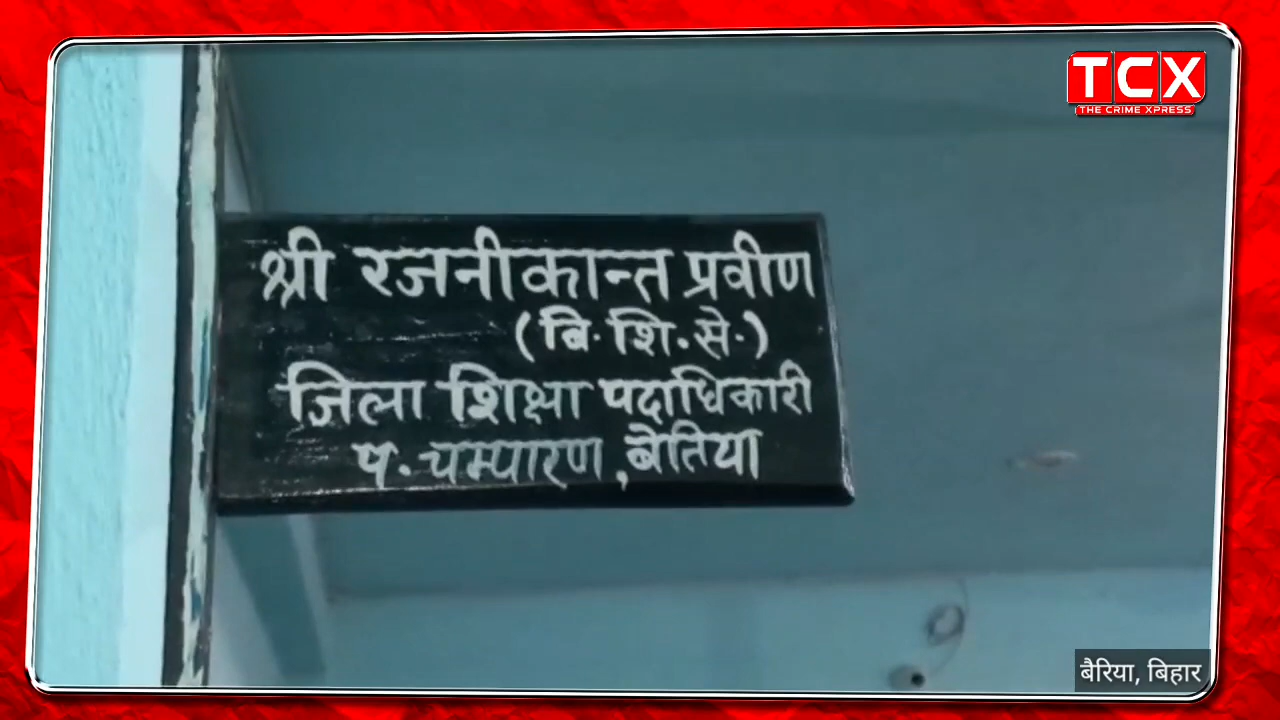 TCX
THE CRIME XPRESS
श्री रजनीकान्त प्रवीण
(बि·शि·से·)
जिला शिक्षा पदाधिकारी
प·चम्पारण,बेतिया
बैरिया, बिहार